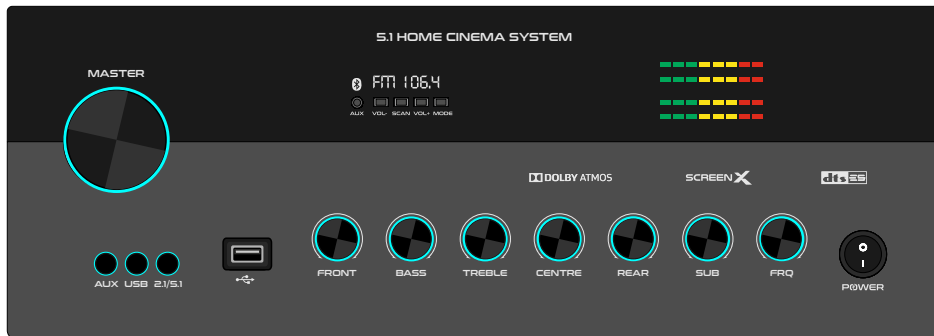 5.1 HOME CINEMA SYSTEM
MASTER
FM 106.4
AUX VOL- SCAN VOL+ MODE
DOLBY ATMOS
SCREENX
dts ES
FRONT BASS TREBLE CENTRE REAR SUB FRQ
AUX USB 2.1/5.1
POWER